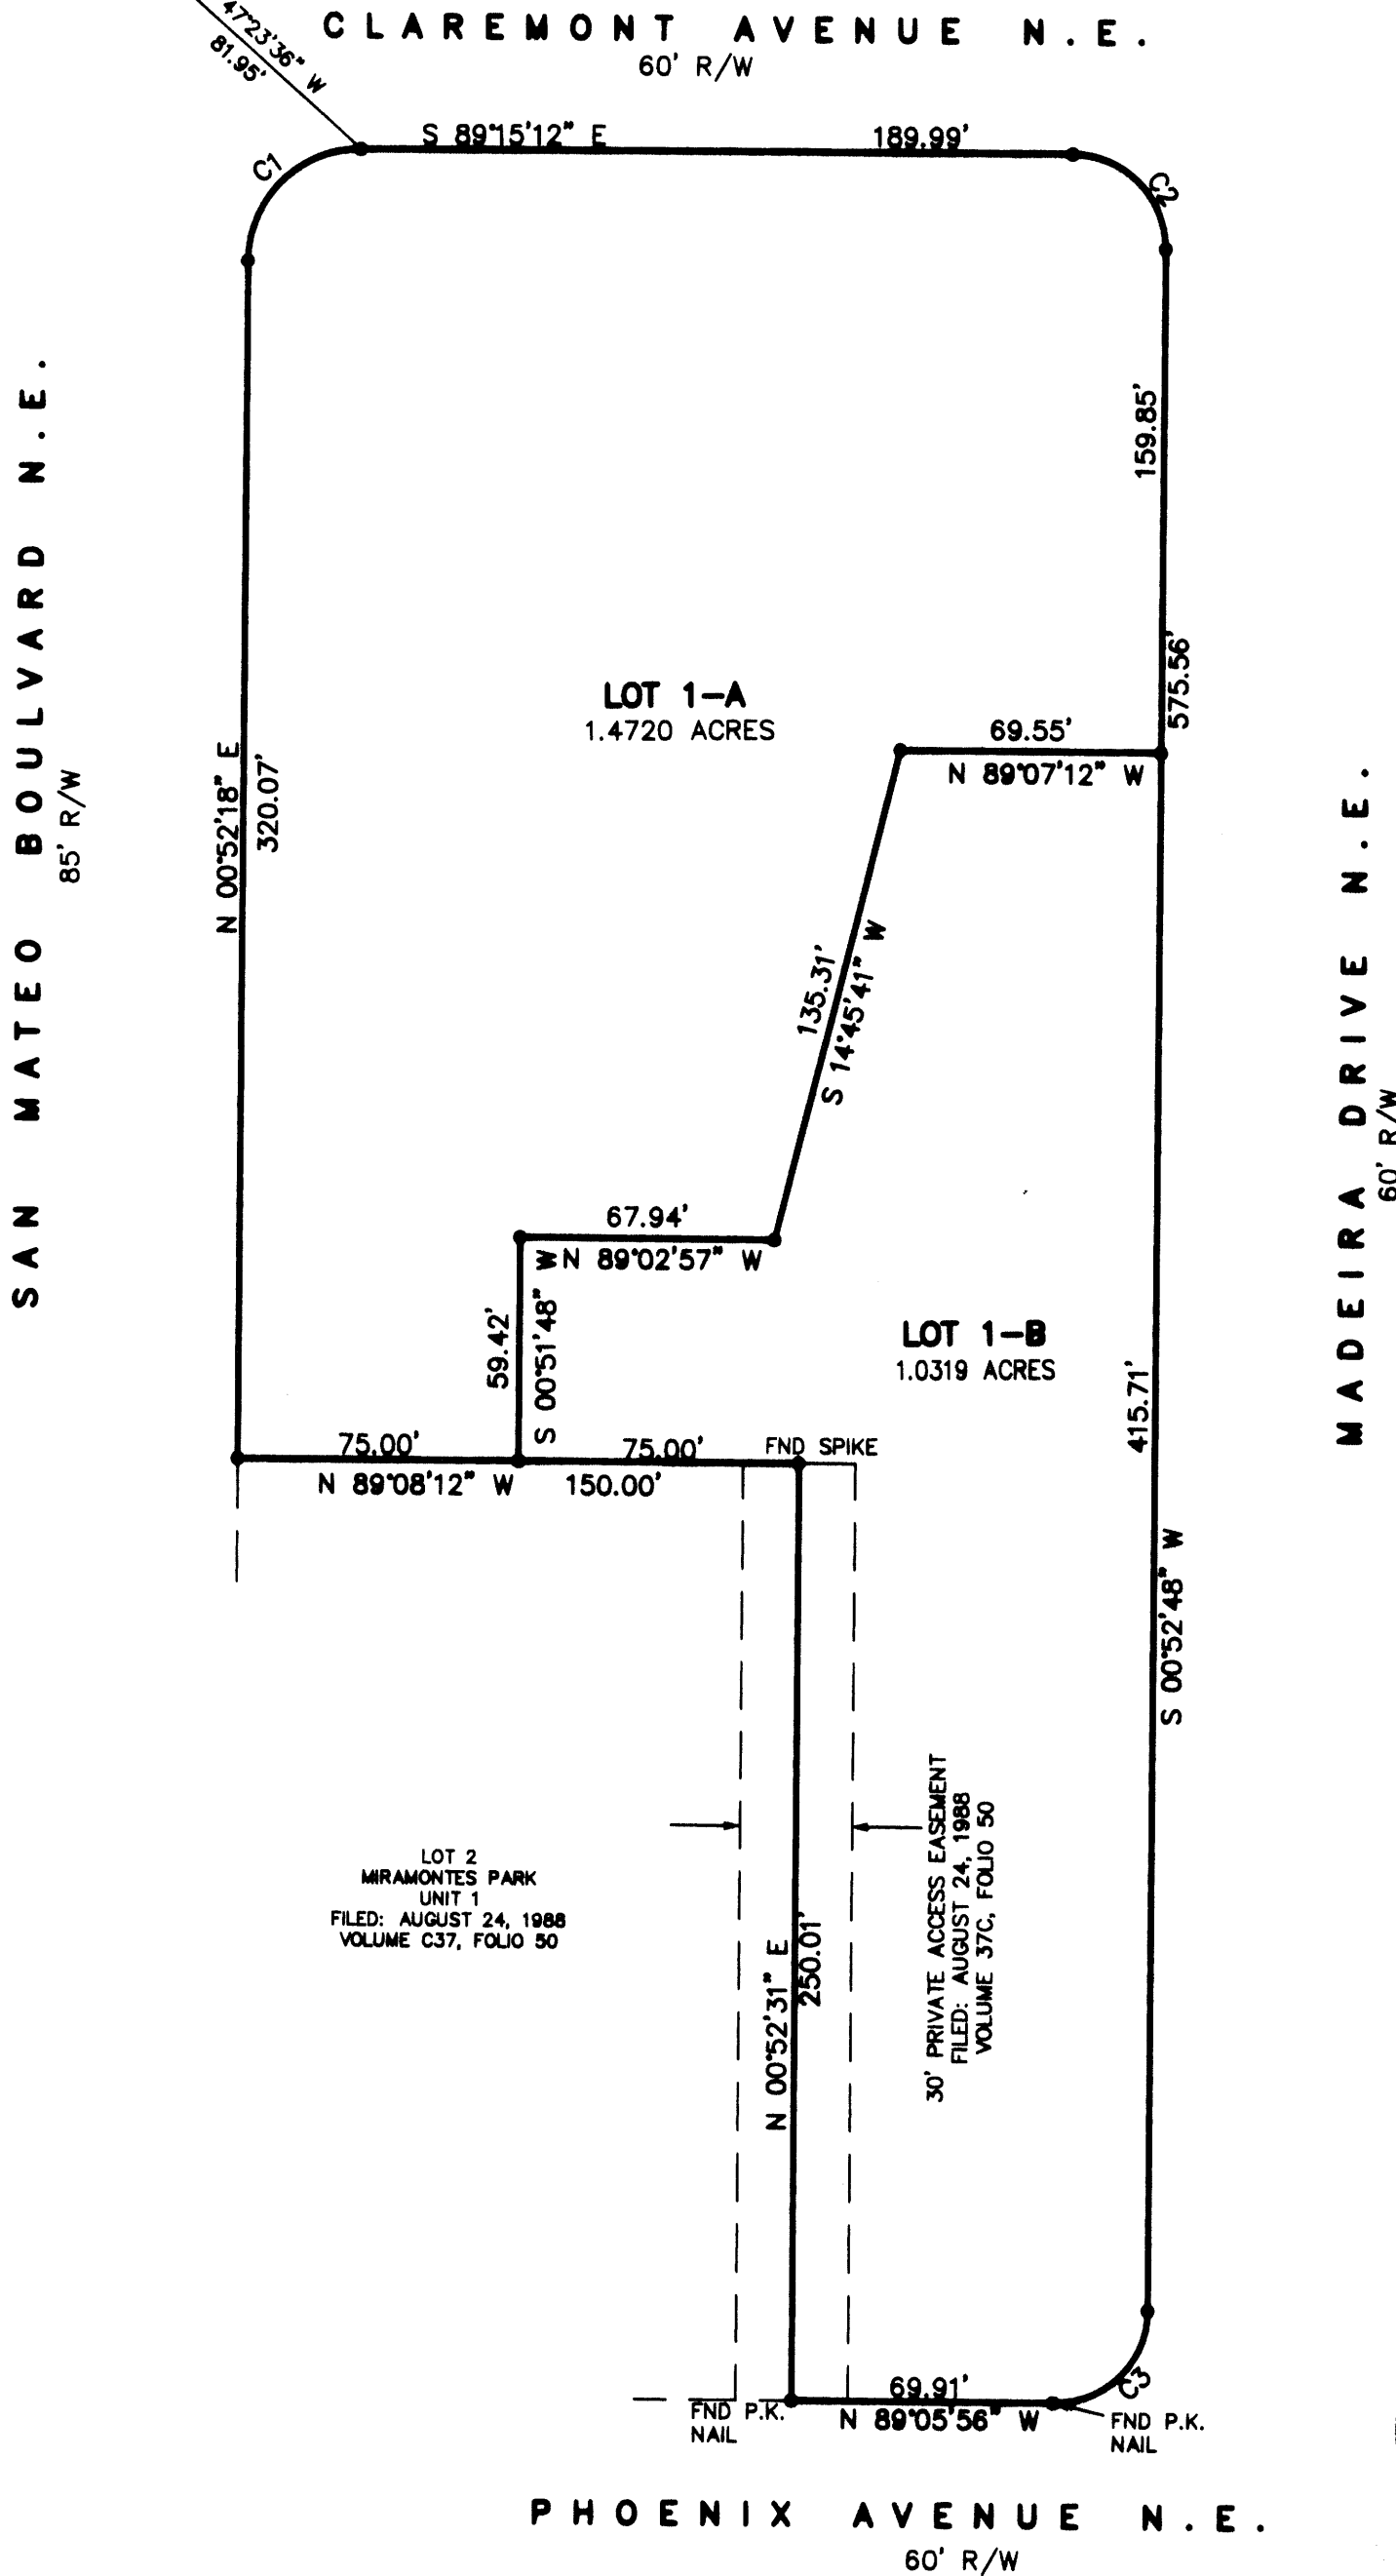 CLAREMONT AVENUE N.E.
60' R/W
47°23'36" W
81.95'
S 89°15'12" E
189.99'
C1
C2
SAN MATEO BOULVARD N.E.
85' R/W
N 00°52'18" E
320.07'
159.85'
575.56'
LOT 1-A
1.4720 ACRES
69.55'
N 89°07'12" W
135.31'
S 14°45'41" W
MADEIRA DRIVE N.E.
60' R/W
67.94'
N 89°02'57" W
59.42'
S 00°51'48" W
LOT 1-B
1.0319 ACRES
415.71'
S 00°52'48" W
75.00'
75.00'
FND SPIKE
N 89°08'12" W
150.00'
LOT 2
MIRAMONTES PARK
UNIT 1
FILED: AUGUST 24, 1988
VOLUME C37, FOLIO 50
N 00°52'31" E
250.01'
30' PRIVATE ACCESS EASEMENT
FILED: AUGUST 24, 1988
VOLUME 37C, FOLIO 50
C3
69.91'
N 89°05'56" W
FND P.K.
NAIL
FND P.K.
NAIL
PHOENIX AVENUE N.E.
60' R/W